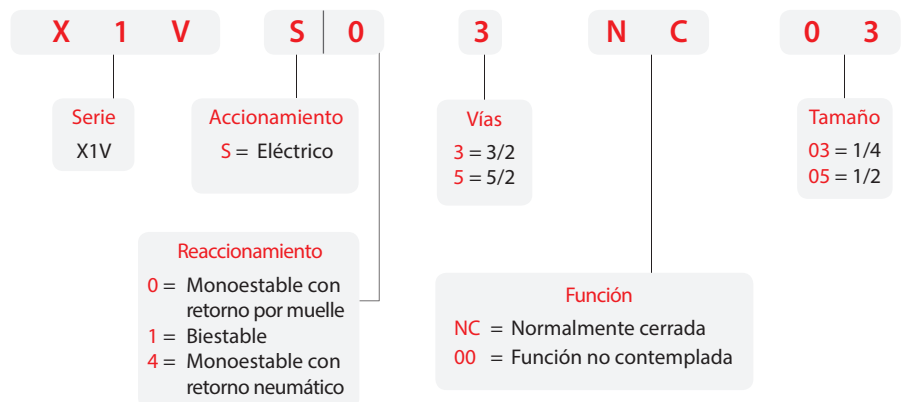 X 1 V S 0 3 N C 0 3
Serie
X1V
Accionamiento
S = Eléctrico
Vías
3 = 3/2
5 = 5/2
Tamaño
03 = 1/4
05 = 1/2
Reaccionamiento
0 = Monoestable con
retorno por muelle
1 = Biestable
4 = Monoestable con
retorno neumático
Función
NC = Normalmente cerrada
00 = Función no contemplada